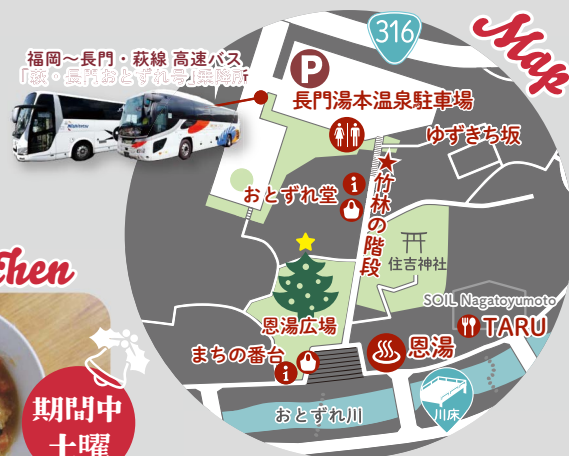 316
Map
福岡～長門・萩線 高速バス
「萩・長門おとずれ号」乗降所
P
長門湯本温泉駐車場
ゆずきち坂
おとずれ堂
竹林の階段
住吉神社
SOIL Nagatoyumoto
TARU
恩湯広場
まちの番台
恩湯
おとずれ川
川床
期間中
土曜